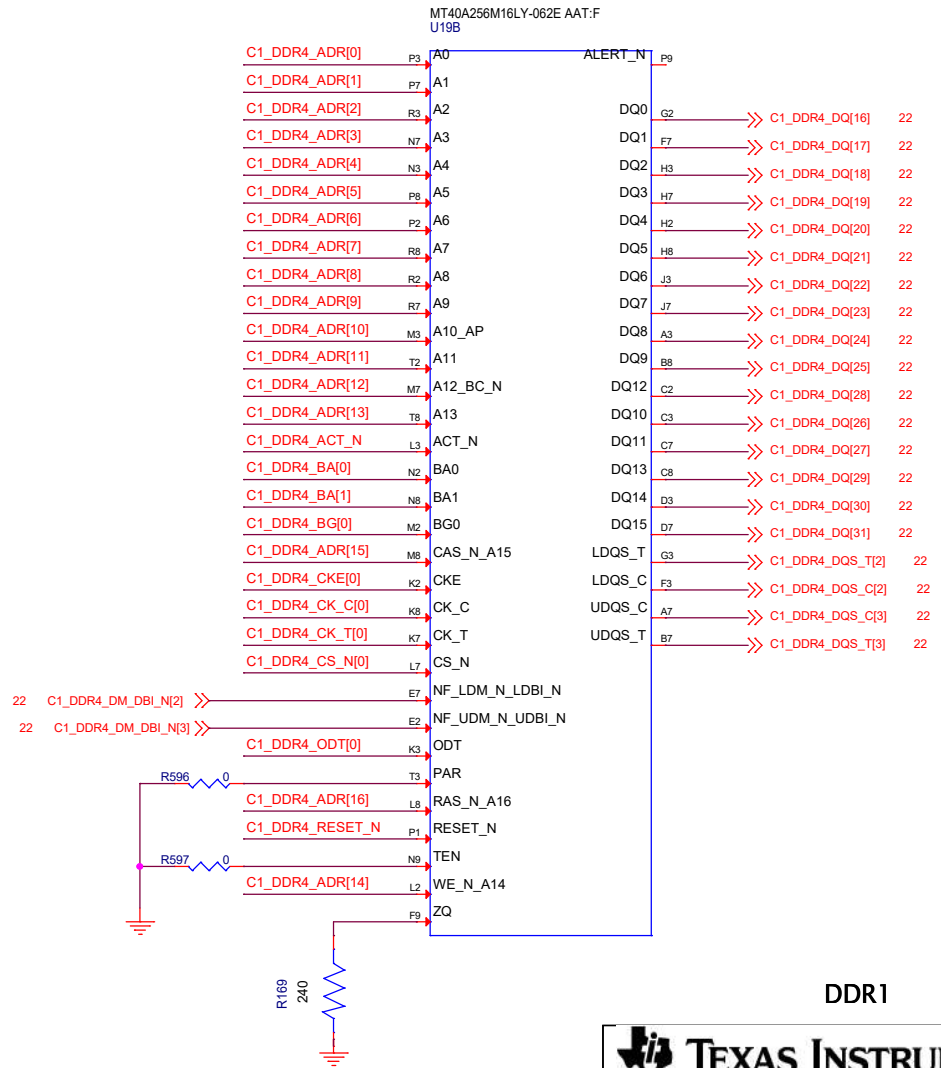 MT40A256M16LY-062E AAT:F
U19B
C1_DDR4_ADR[0] P3 A0 ALERT_N P9
C1_DDR4_ADR[1] P7 A1
C1_DDR4_ADR[2] R3 A2 DQ0 G2 C1_DDR4_DQ[16] 22
C1_DDR4_ADR[3] N7 A3 DQ1 F7 C1_DDR4_DQ[17] 22
C1_DDR4_ADR[4] N3 A4 DQ2 H3 C1_DDR4_DQ[18] 22
C1_DDR4_ADR[5] P8 A5 DQ3 H7 C1_DDR4_DQ[19] 22
C1_DDR4_ADR[6] P2 A6 DQ4 H2 C1_DDR4_DQ[20] 22
C1_DDR4_ADR[7] R8 A7 DQ5 H8 C1_DDR4_DQ[21] 22
C1_DDR4_ADR[8] R2 A8 DQ6 J3 C1_DDR4_DQ[22] 22
C1_DDR4_ADR[9] R7 A9 DQ7 J7 C1_DDR4_DQ[23] 22
C1_DDR4_ADR[10] M3 A10_AP DQ8 A3 C1_DDR4_DQ[24] 22
C1_DDR4_ADR[11] T2 A11 DQ9 B8 C1_DDR4_DQ[25] 22
C1_DDR4_ADR[12] M7 A12_BC_N DQ12 C2 C1_DDR4_DQ[28] 22
C1_DDR4_ADR[13] T8 A13 DQ10 C3 C1_DDR4_DQ[26] 22
C1_DDR4_ACT_N L3 ACT_N DQ11 C7 C1_DDR4_DQ[27] 22
C1_DDR4_BA[0] N2 BA0 DQ13 C8 C1_DDR4_DQ[29] 22
C1_DDR4_BA[1] N8 BA1 DQ14 D3 C1_DDR4_DQ[30] 22
C1_DDR4_BG[0] M2 BG0 DQ15 D7 C1_DDR4_DQ[31] 22
C1_DDR4_ADR[15] M8 CAS_N_A15 LDQS_T G3 C1_DDR4_DQS_T[2] 22
C1_DDR4_CKE[0] K2 CKE LDQS_C F3 C1_DDR4_DQS_C[2] 22
C1_DDR4_CK_C[0] K8 CK_C UDQS_C A7 C1_DDR4_DQS_C[3] 22
C1_DDR4_CK_T[0] K7 CK_T UDQS_T B7 C1_DDR4_DQS_T[3] 22
C1_DDR4_CS_N[0] L7 CS_N
22 C1_DDR4_DM_DBI_N[2] E7 NF_LDM_N_LDBI_N
22 C1_DDR4_DM_DBI_N[3] E2 NF_UDM_N_UDBI_N
C1_DDR4_ODT[0] K3 ODT
R596 0 T3 PAR
C1_DDR4_ADR[16] L8 RAS_N_A16
C1_DDR4_RESET_N P1 RESET_N
R597 0 N9 TEN
C1_DDR4_ADR[14] L2 WE_N_A14
F9 ZQ
R169
240
DDR1
TEXAS INSTRU